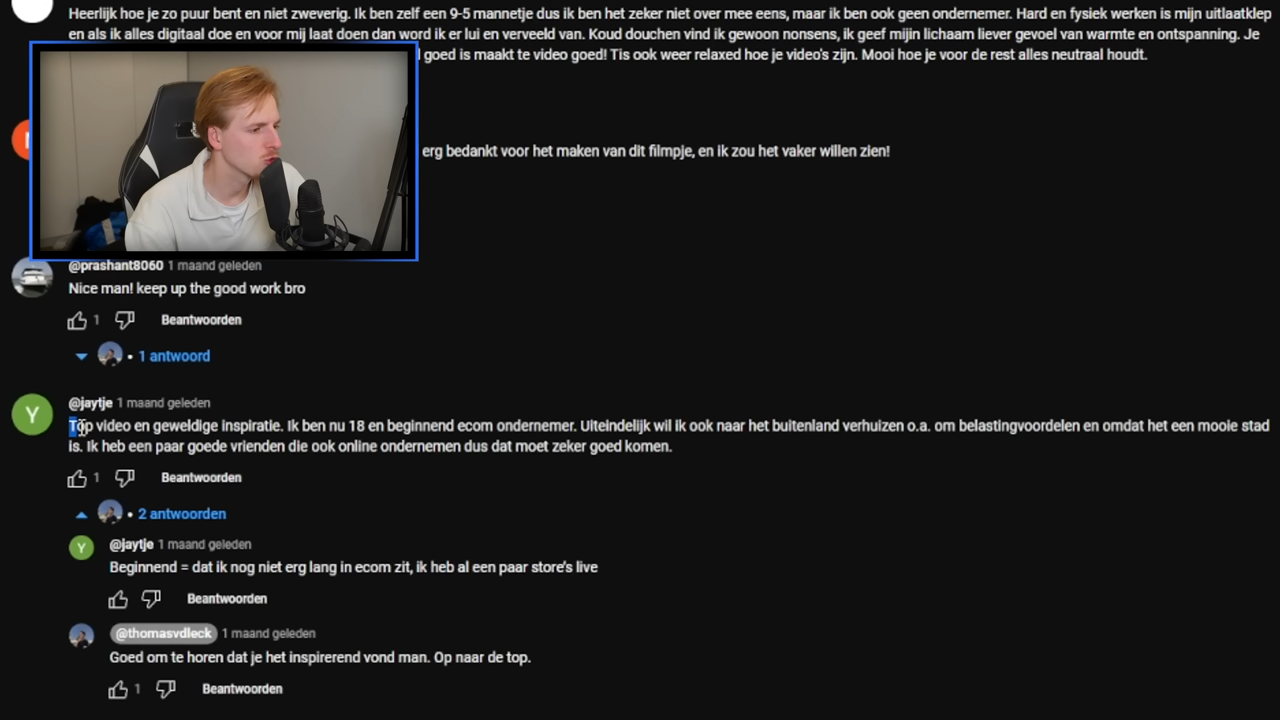 Heerlijk hoe je zo puur bent en niet zweverig. Ik ben zelf een 9-5 mannetje dus ik ben het zeker niet over mee eens, maar ik ben ook geen ondernemer. Hard en fysiek werken is mijn uitlaatklep
en als ik alles digitaal doe en voor mij laat doen dan word ik er lui en verveeld van. Koud douchen vind ik gewoon nonsens, ik geef mijin lichaam liever gevoel van warmte en ontspanning. Je
goed is maakt te video goed! Tis ook weer relaxed hoe je video's zijn. Mooi hoe je voor de rest alles neutraal houdt.
erg bedankt voor het maken van dit filmpje, en ik zou het vaker willen zien!
@prashant8060 1 maand geleden
Nice man! keep up the good work bro
1 Beantwoorden
• 1 antwoord
Y
@jaytje 1 maand geleden
Top video en geweldige inspiratie. Ik ben nu 18 en beginnend ecom ondernemer. Uiteindelijk wil ik ook naar het buitenland verhuizen o.a. om belastingvoordelen en omdat het een mooie stad
is. Ik heb een paar goede vrienden die ook online ondernemen dus dat moet zeker goed komen.
1 Beantwoorden
• 2 antwoorden
Y
@jaytje 1 maand geleden
Beginnend = dat ik nog niet erg lang in ecom zit, ik heb al een paar store's live
Beantwoorden
@thomasvdleck 1 maand geleden
Goed om te horen dat je het inspirerend vond man. Op naar de top.
1 Beantwoorden